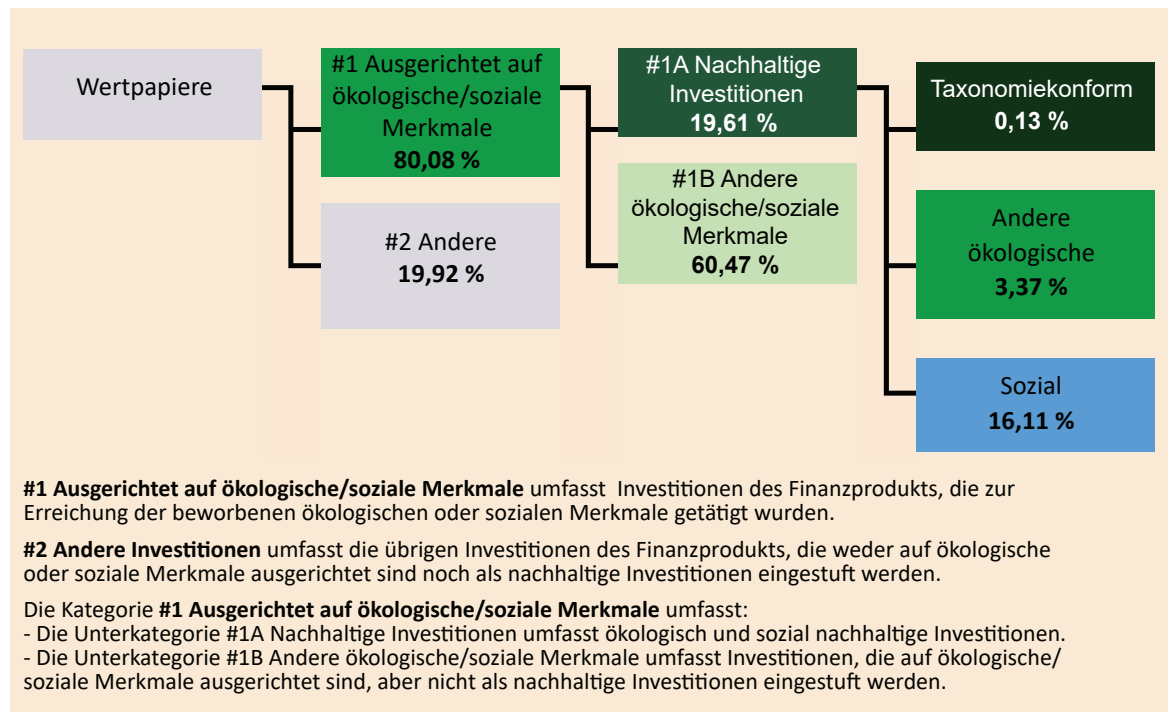 Wertpapiere
#1 Ausgerichtet auf
ökologische/soziale
Merkmale
80,08 %
#2 Andere
19,92 %
#1A Nachhaltige
Investitionen
19,61 %
#1B Andere
ökologische/soziale
Merkmale
60,47 %
Taxonomiekonform
0,13 %
Andere
ökologische
3,37 %
Sozial
16,11 %
#1 Ausgerichtet auf ökologische/soziale Merkmale umfasst Investitionen des Finanzprodukts, die zur
Erreichung der beworbenen ökologischen oder sozialen Merkmale getätigt wurden.
#2 Andere Investitionen umfasst die übrigen Investitionen des Finanzprodukts, die weder auf ökologische
oder soziale Merkmale ausgerichtet sind noch als nachhaltige Investitionen eingestuft werden.
Die Kategorie #1 Ausgerichtet auf ökologische/soziale Merkmale umfasst:
- Die Unterkategorie #1A Nachhaltige Investitionen umfasst ökologisch und sozial nachhaltige Investitionen.
- Die Unterkategorie #1B Andere ökologische/soziale Merkmale umfasst Investitionen, die auf ökologische/
soziale Merkmale ausgerichtet sind, aber nicht als nachhaltige Investitionen eingestuft werden.